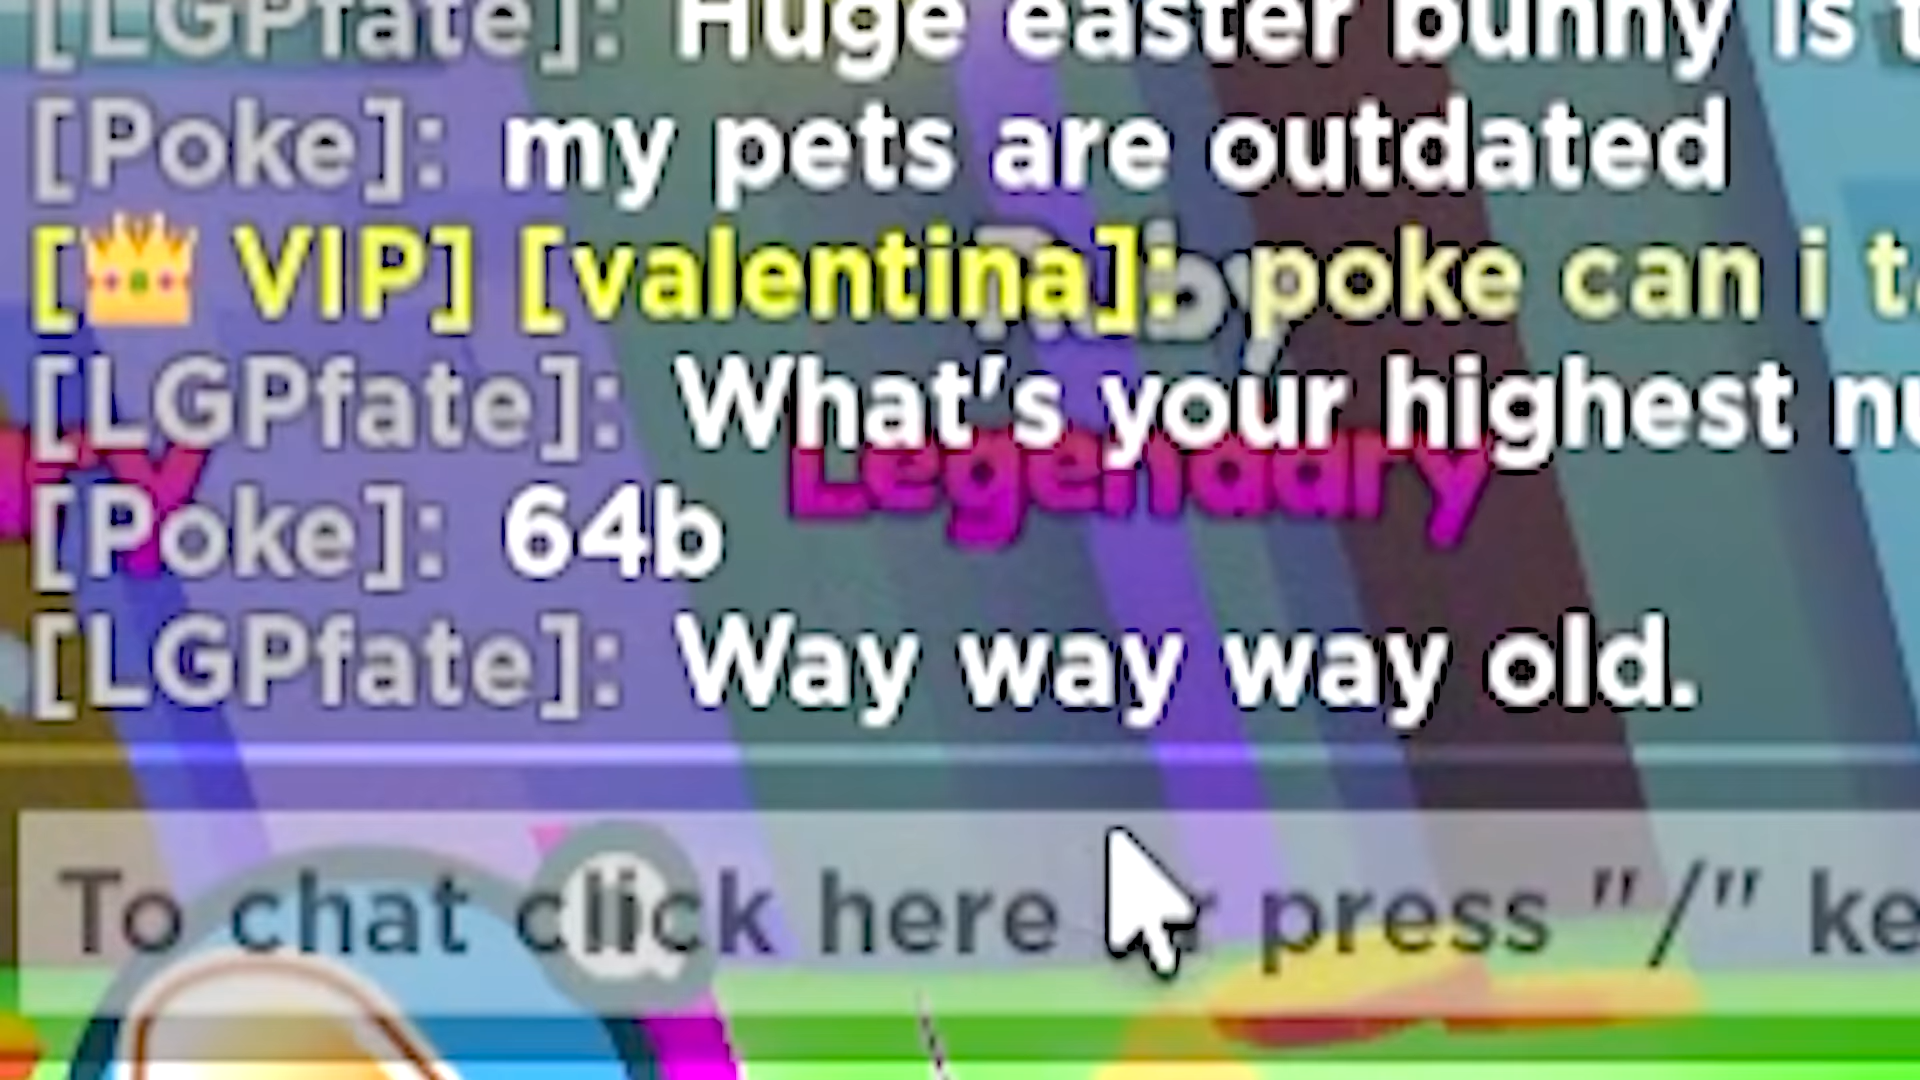 [LGPfate]: Huge easter bunny is
[Poke]: my pets are outdated
[👑 VIP] [valentina]: poke can i
[LGPfate]: What's your highest
Legendary
[Poke]: 64b
[LGPfate]: Way way way old.
To chat click here or press "/"